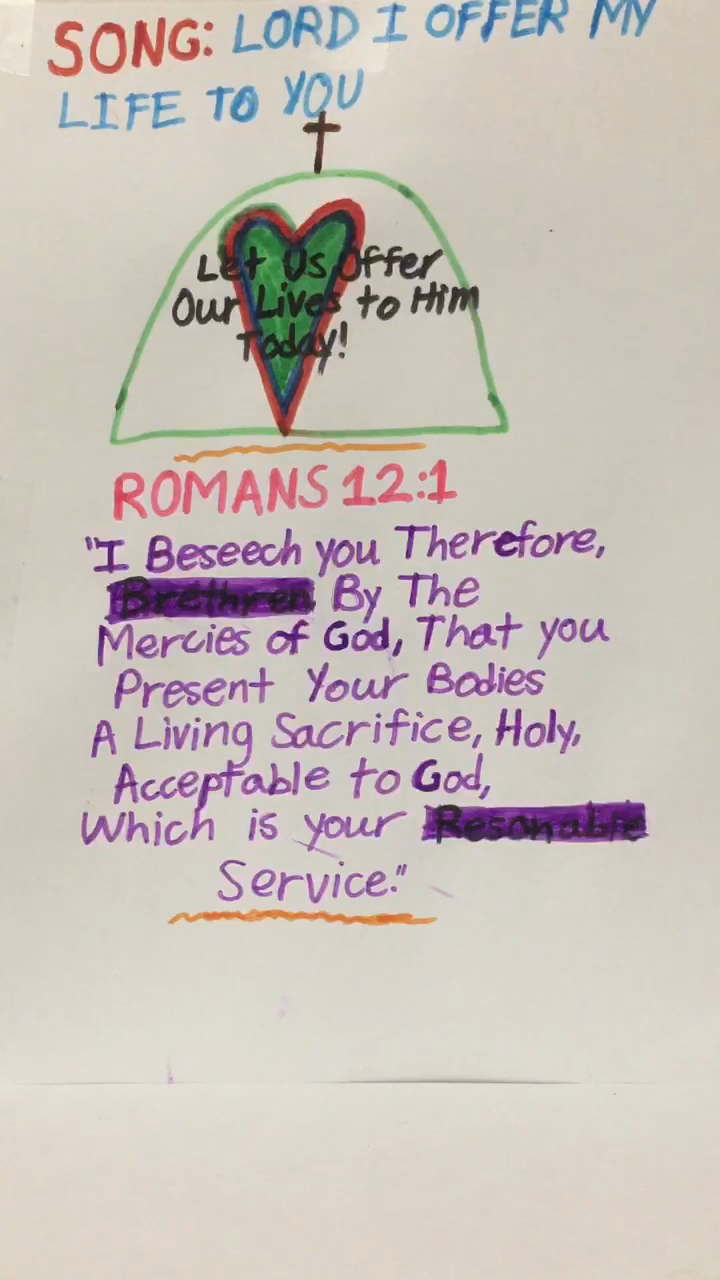 SONG: LORD I OFFER MY
LIFE TO YOU
Let Us Offer
Our Lives to Him
Today!
ROMANS 12:1
"I Beseech you Therefore,
Brethren By The
Mercies of God, That you
Present Your Bodies
A Living Sacrifice, Holy,
Acceptable to God,
Which is your Resonable
Service."